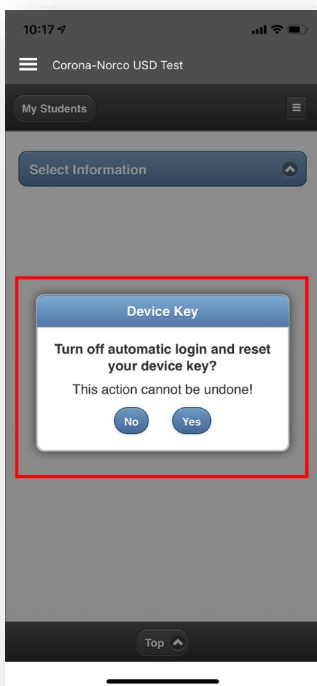 10:17
Corona-Norco USD Test
My Students
Select Information
Device Key
Turn off automatic login and reset
your device key?
This action cannot be undone!
No Yes
Top